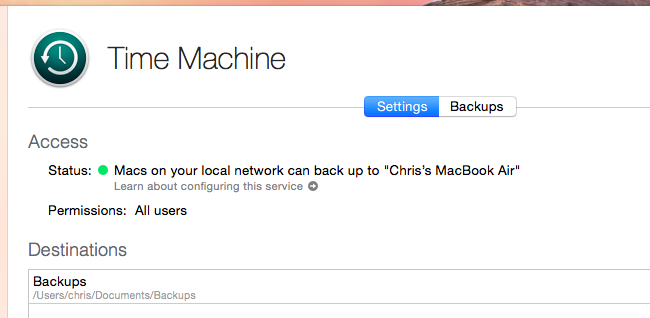 Time Machine
Settings Backups
Access
Status: Macs on your local network can back up to "Chris's MacBook Air"
Learn about configuring this service
Permissions: All users
Destinations
Backups
/Users/chris/Documents/Backups